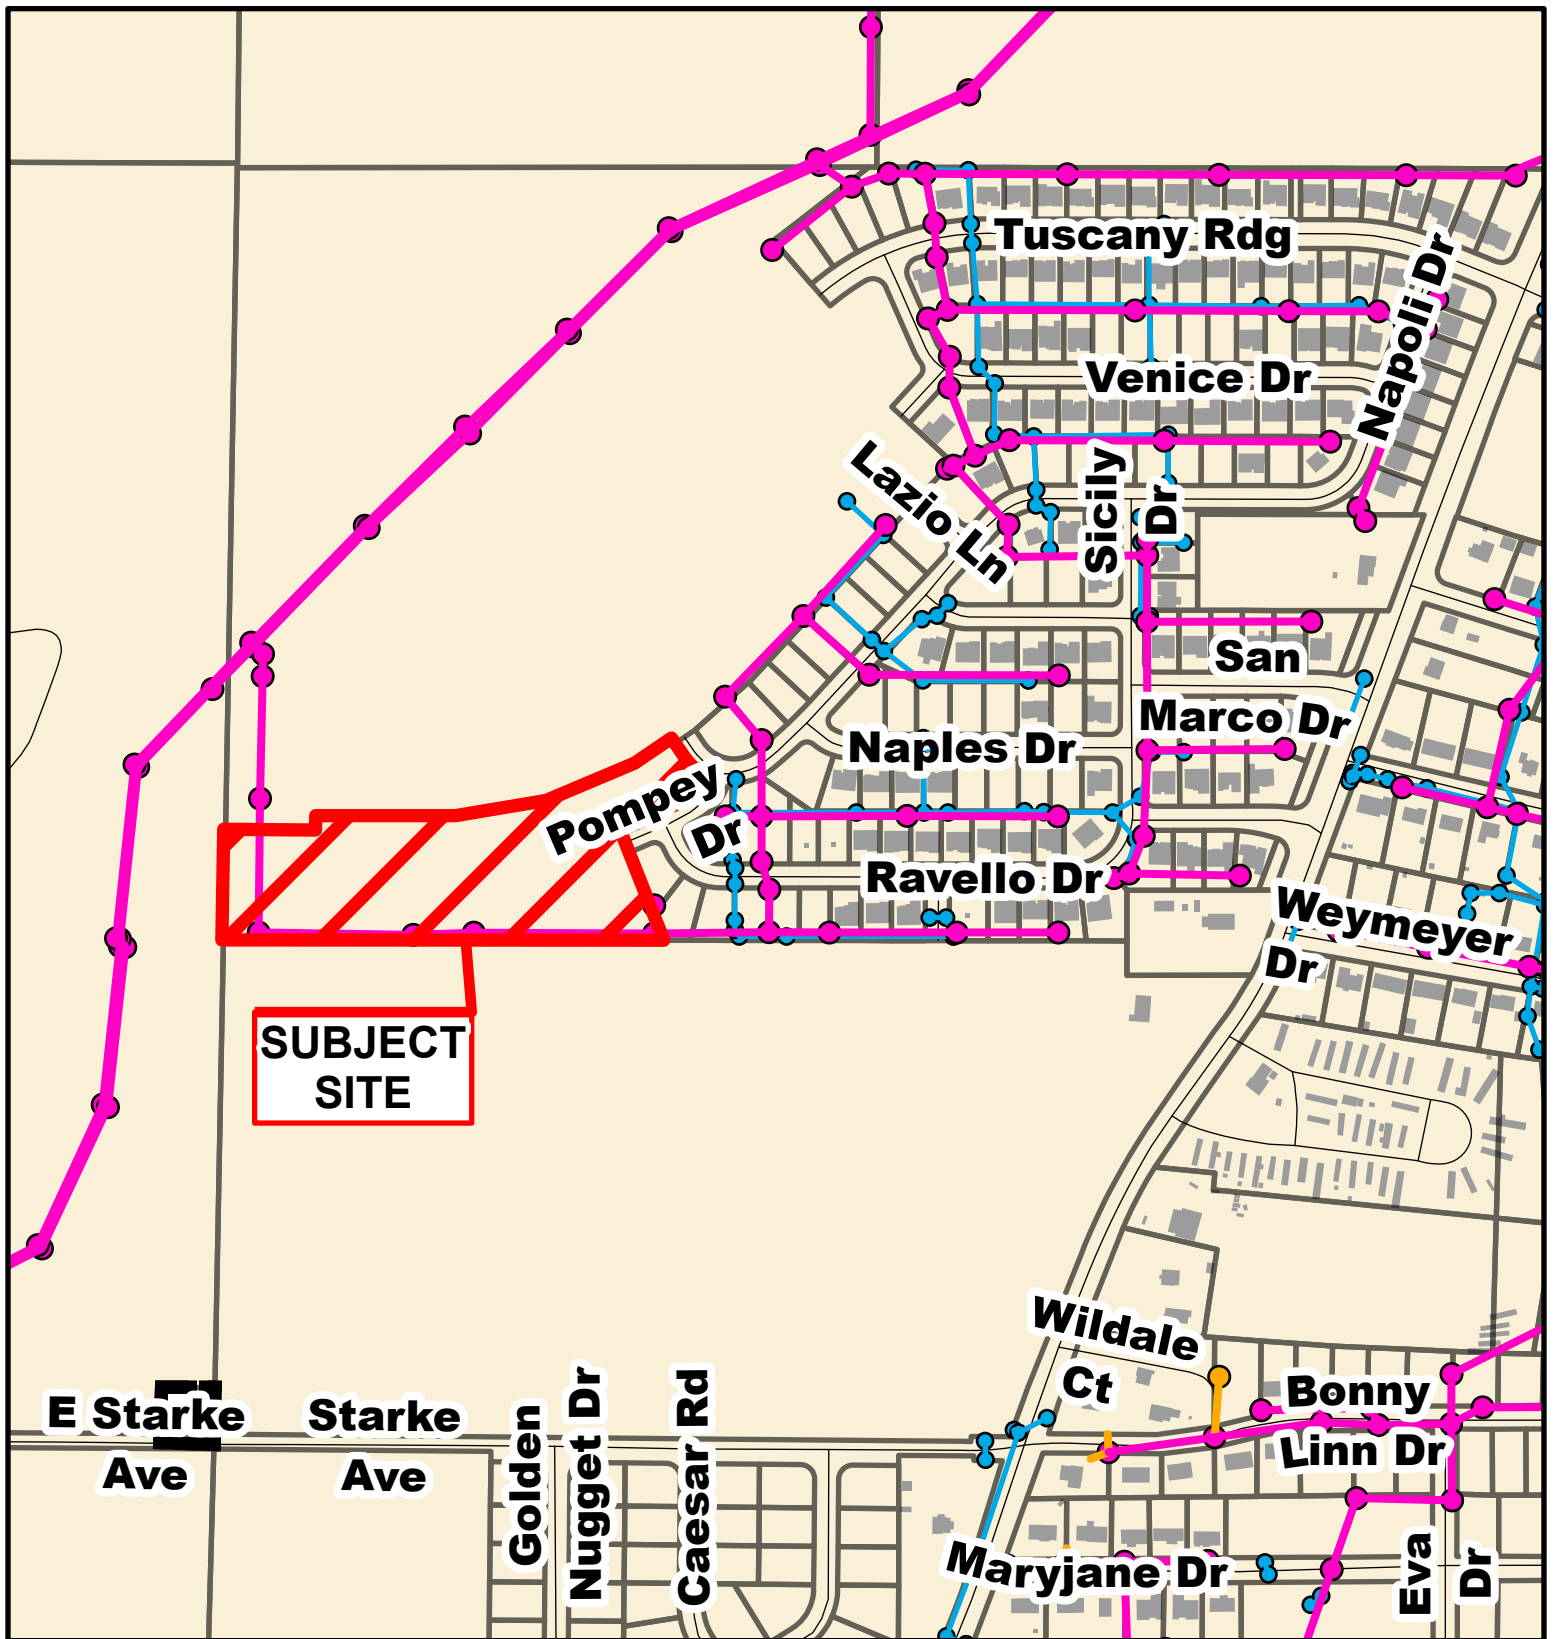 Tuscany Rdg
Napoli Dr
Venice Dr
Lazio Ln
Sicily
Dr
San
Marco Dr
Naples Dr
Pompey
Dr
Ravello Dr
Weymeyer
Dr
SUBJECT
SITE
Wildale
Ct
Bonny
Linn Dr
E Starke
Ave
Starke
Ave
Golden
Nugget Dr
Caesar Rd
Maryjane Dr
Eva
Dr